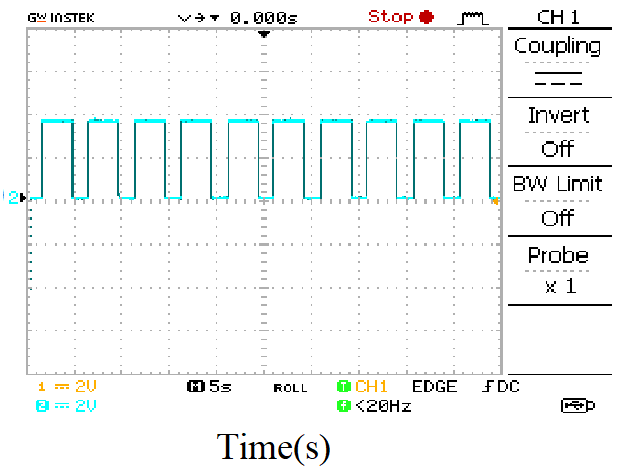 GW INSTEK 0.000s Stop CH 1
Coupling
Invert
Off
BW Limit
Off
Probe
x 1
2
1 2V M 5s ROLL T CH1 EDGE DC
2 2V f <20Hz
Time(s)